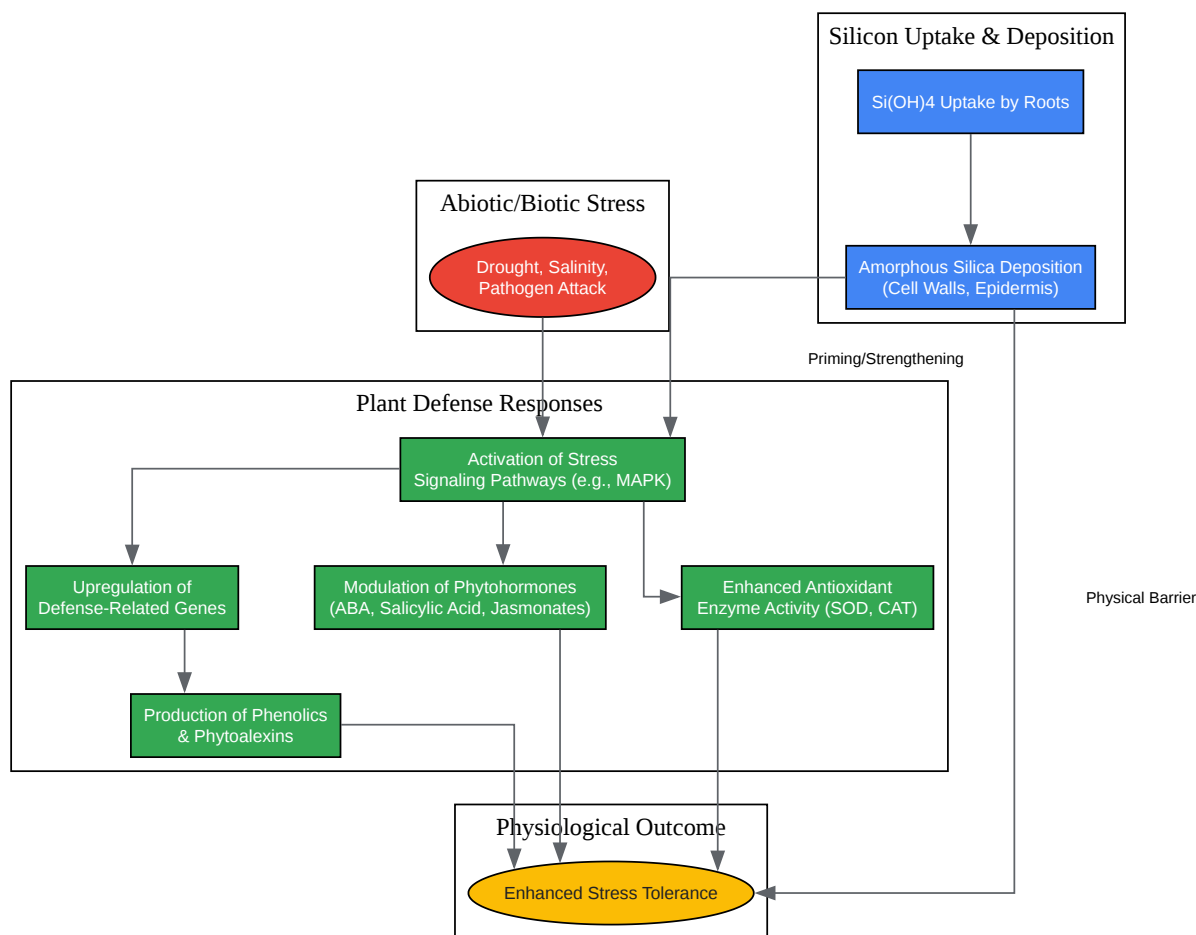 Silicon Uptake & Deposition
Si(OH)4 Uptake by Roots
Abiotic/Biotic Stress
Drought, Salinity,
Pathogen Attack
Amorphous Silica Deposition
(Cell Walls, Epidermis)
Priming/Strengthening
Plant Defense Responses
Activation of Stress
Signaling Pathways (e.g., MAPK)
Upregulation of
Defense-Related Genes
Modulation of Phytohormones
(ABA, Salicylic Acid, Jasmonates)
Enhanced Antioxidant
Enzyme Activity (SOD, CAT)
Physical Barrier
Production of Phenolics
& Phytoalexins
Physiological Outcome
Enhanced Stress Tolerance